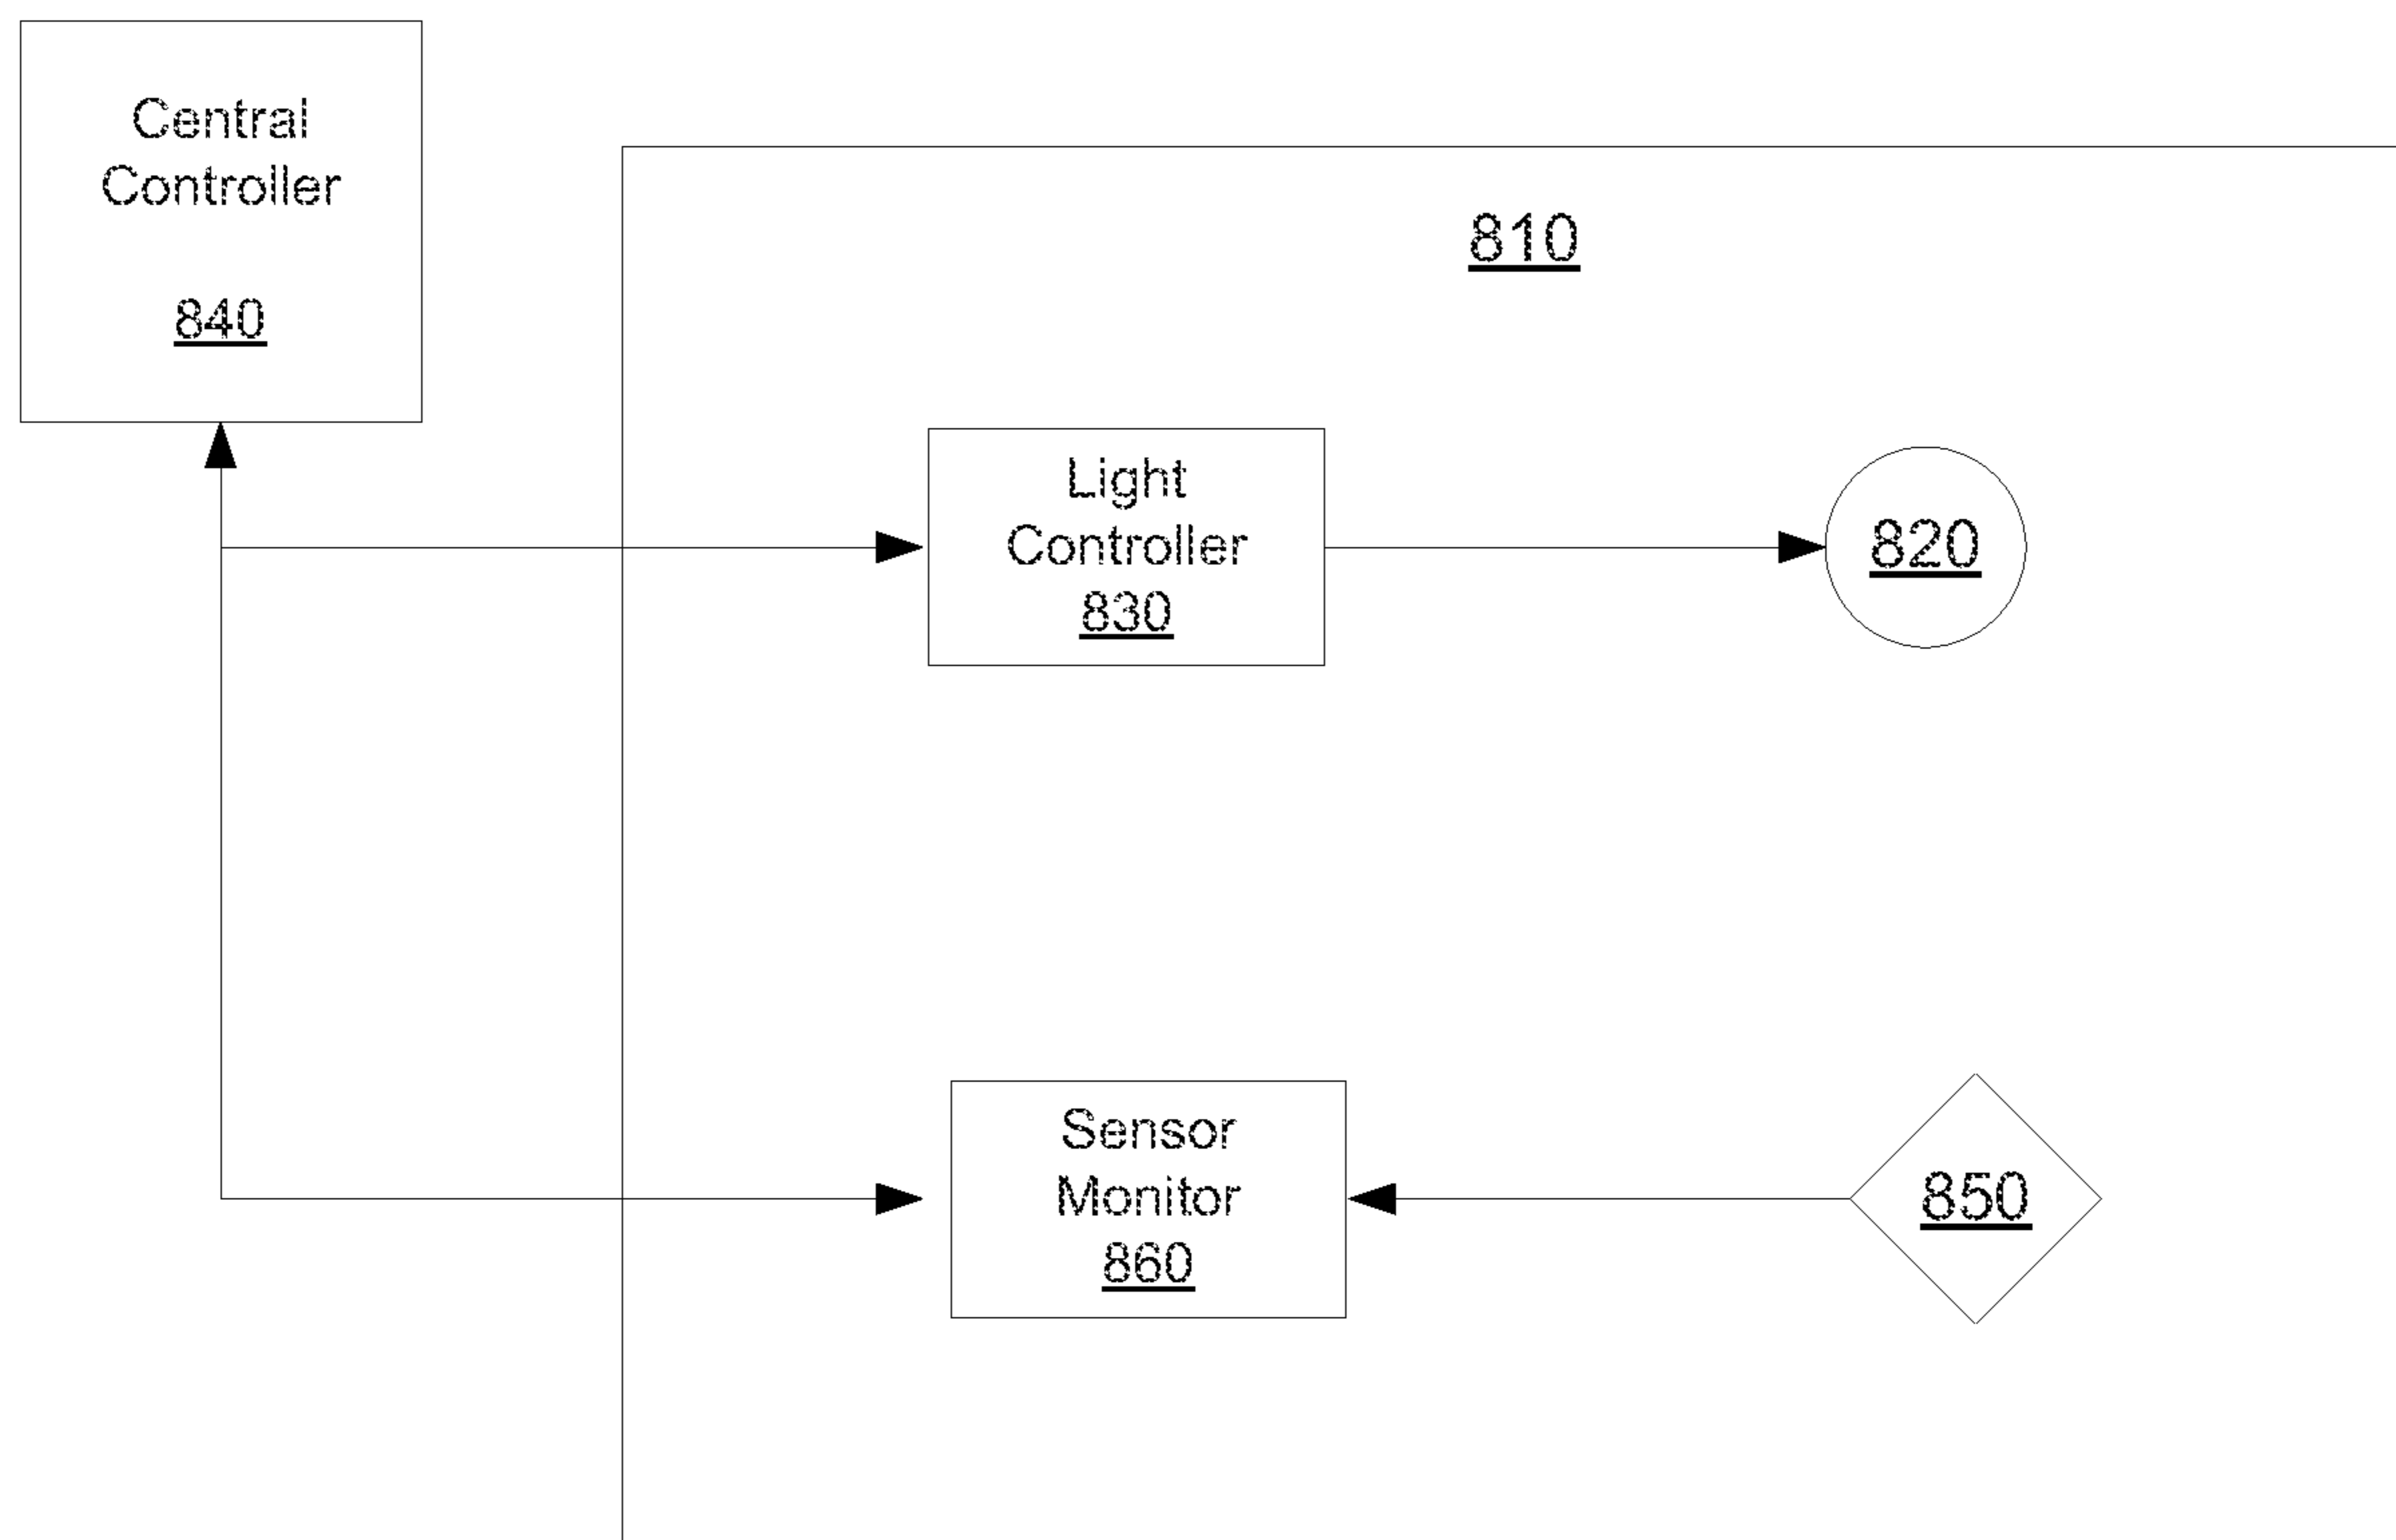 Central
Controller
840
810
Light
Controller
830
820
Sensor
Monitor
860
850